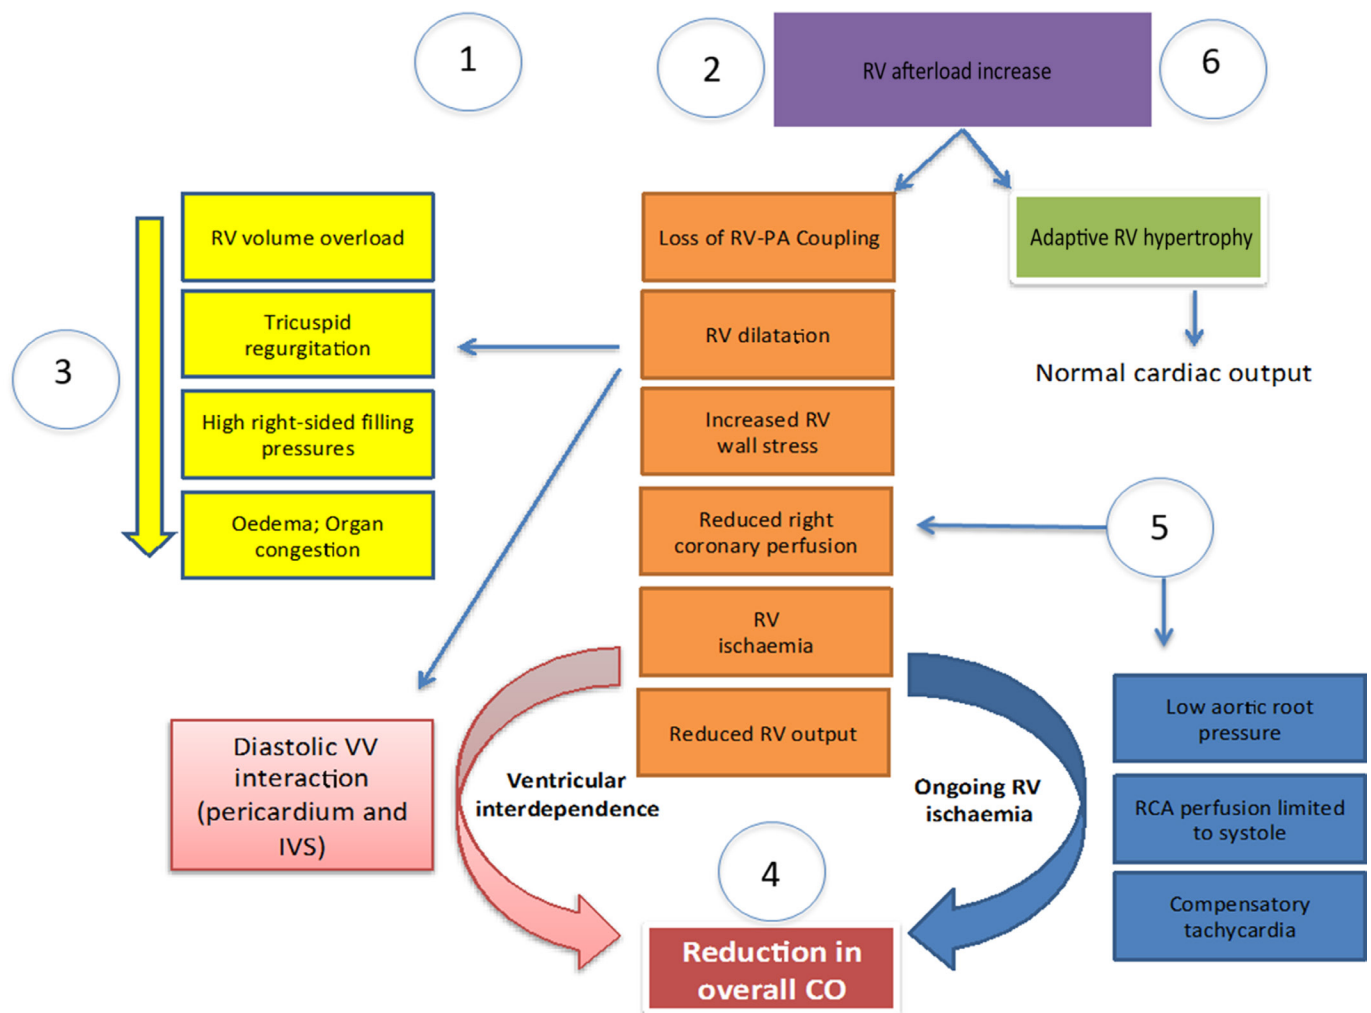 1
2
RV afterload increase
6
RV volume overload
Tricuspid
regurgitation
High right-sided filling
pressures
Oedema; Organ
congestion
3
Loss of RV-PA Coupling
RV dilatation
Increased RV
wall stress
Reduced right
coronary perfusion
RV
ischaemia
Reduced RV output
Adaptive RV hypertrophy
Normal cardiac output
5
Low aortic root
pressure
RCA perfusion limited
to systole
Compensatory
tachycardia
Diastolic VV
interaction
(pericardium and
IVS)
Ventricular
interdependence
Ongoing RV
ischaemia
4
Reduction in
overall CO